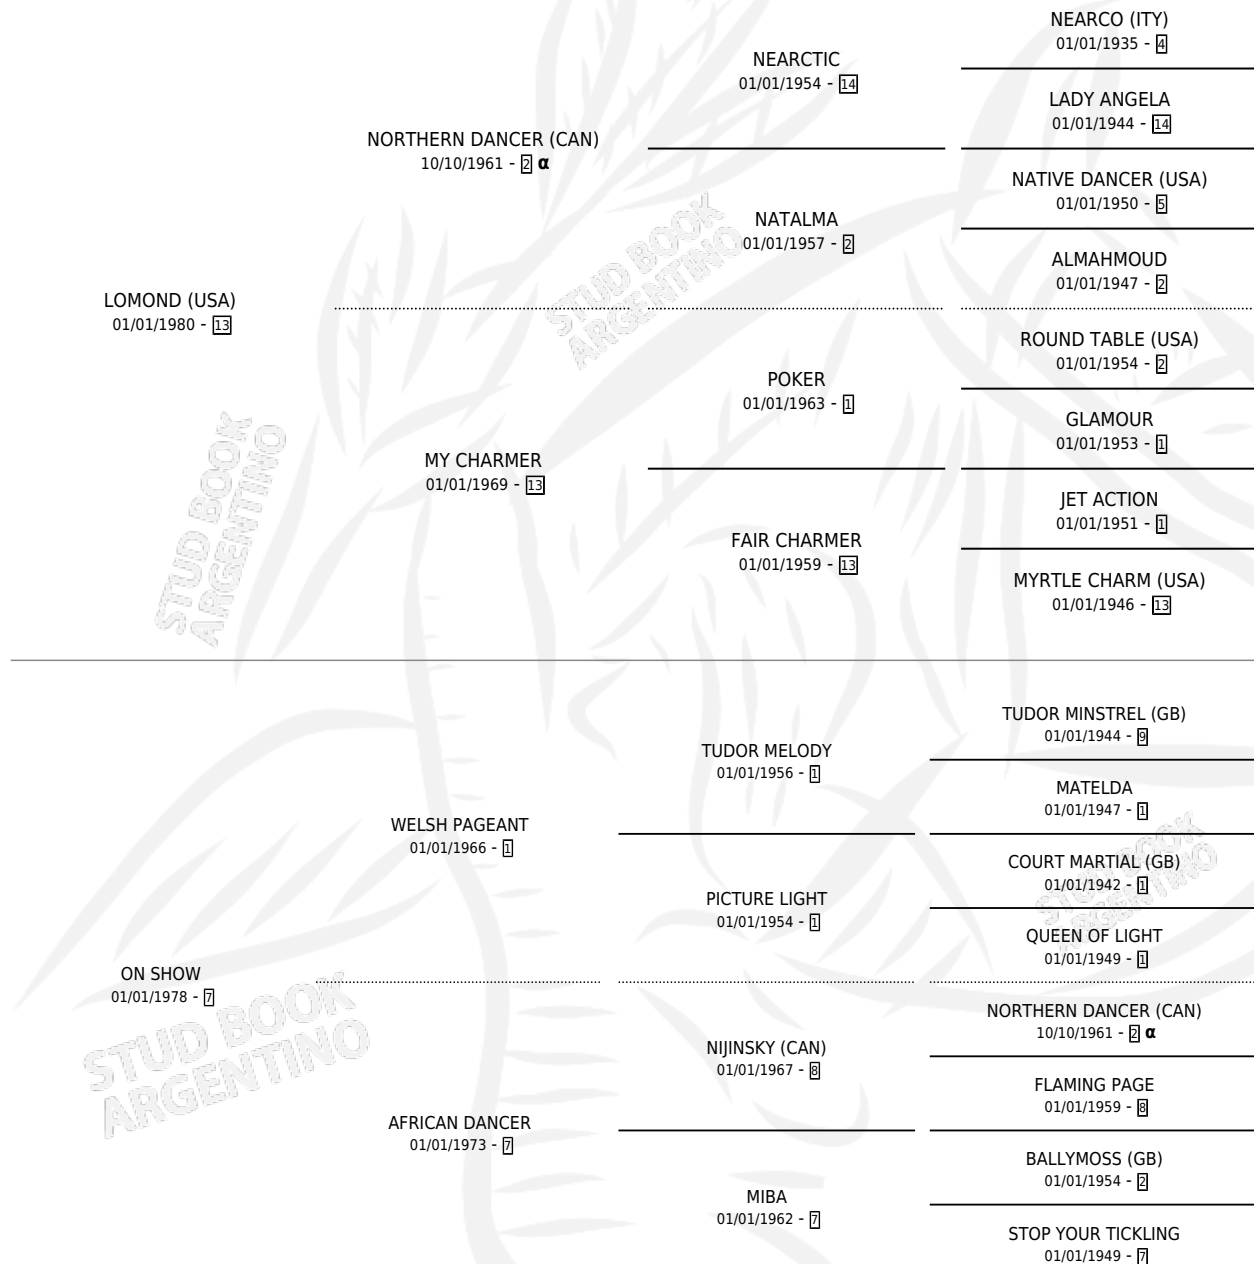 NEARCO (ITY)
01/01/1935 - 4
NEARCTIC
01/01/1954 - 14
LADY ANGELA
01/01/1944 - 14
NORTHERN DANCER (CAN)
10/10/1961 - 2 α
NATIVE DANCER (USA)
01/01/1950 - 5
NATALMA
01/01/1957 - 2
ALMAHMOUD
01/01/1947 - 2
STUD BOOK
ARGENTINO
LOMOND (USA)
01/01/1980 - 13
ROUND TABLE (USA)
01/01/1954 - 2
POKER
01/01/1963 - 1
GLAMOUR
01/01/1953 - 1
MY CHARMER
01/01/1969 - 13
JET ACTION
01/01/1951 - 1
FAIR CHARMER
01/01/1959 - 13
MYRTLE CHARM (USA)
01/01/1946 - 13
STUD BOOK
ARGENTINO
TUDOR MINSTREL (GB)
01/01/1944 - 9
TUDOR MELODY
01/01/1956 - 1
MATELDA
01/01/1947 - 1
WELSH PAGEANT
01/01/1966 - 1
COURT MARTIAL (GB)
01/01/1942 - 1
PICTURE LIGHT
01/01/1954 - 1
QUEEN OF LIGHT
01/01/1949 - 1
STUD BOOK
ARGENTINO
ON SHOW
01/01/1978 - 7
NORTHERN DANCER (CAN)
10/10/1961 - 2 α
NIJINSKY (CAN)
01/01/1967 - 8
FLAMING PAGE
01/01/1959 - 8
AFRICAN DANCER
01/01/1973 - 7
BALLYMOSS (GB)
01/01/1954 - 2
MIBA
01/01/1962 - 7
STOP YOUR TICKLING
01/01/1949 - 7
STUD BOOK
ARGENTINO